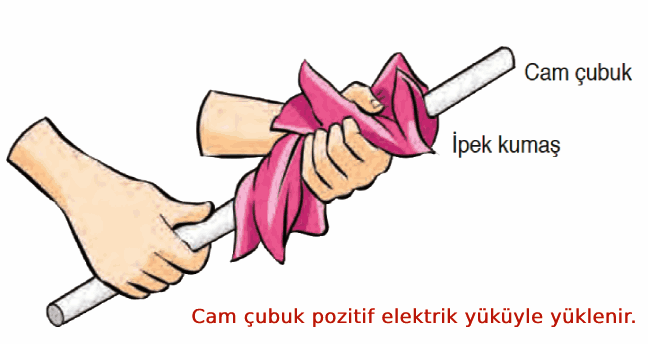 Cam çubuk
İpek kumaş
Cam çubuk pozitif elektrik yüküyle yüklenir.